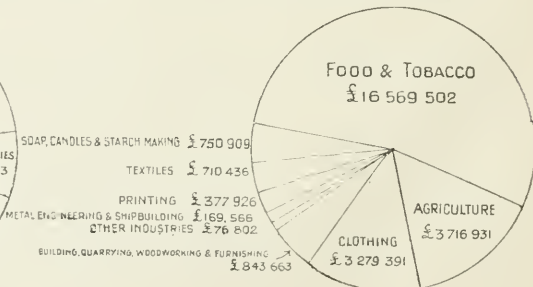 FOOD & TOBACCO
£16 569 502
SOAP, CANDLES & STARCH MAKING £750 909
IES
3
TEXTILES £710 436
PRINTING £377 926
METAL ENGINEERING & SHIPBUILDING £169,566
OTHER INDUSTRIES £76 802
BUILDING, QUARRYING, WOODWORKING & FURNISHING
£843 663
CLOTHING
£3 279 391
AGRICULTURE
£3 716 931